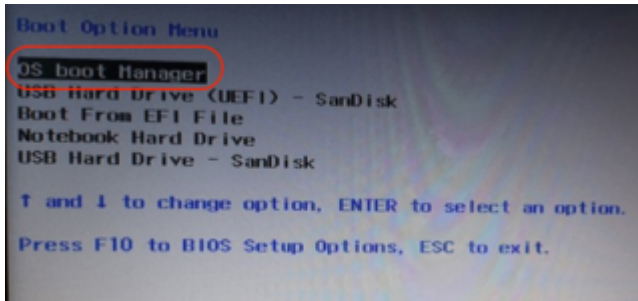 Boot Option Menu
OS boot Manager
USB Hard Drive (UEFI) - SanDisk
Boot From EFI File
Notebook Hard Drive
USB Hard Drive - SanDisk
↑ and ↓ to change option, ENTER to select an option.
Press F10 to BIOS Setup Options, ESC to exit.